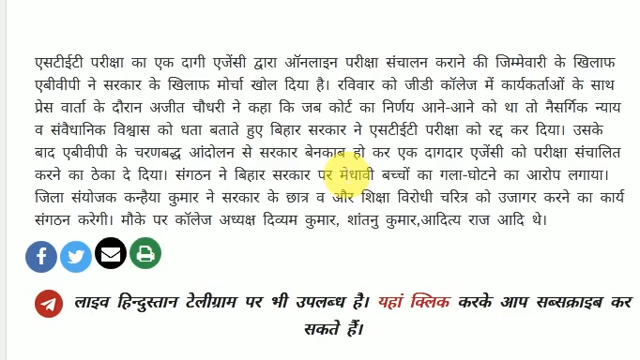 एसटीईटी परीक्षा का एक दागी एजेंसी द्वारा ऑनलाइन परीक्षा संचालन कराने की जिम्मेवारी के खिलाफ
एबीवीपी ने सरकार के खिलाफ मोर्चा खोल दिया है। रविवार को जीडी कॉलेज में कार्यकर्ताओं के साथ
प्रेस वार्ता के दौरान अजीत चौधरी ने कहा कि जब कोर्ट का निर्णय आने-आने को था तो नैसर्गिक न्याय
व संवैधानिक विश्वास को धता बताते हुए बिहार सरकार ने एसटीईटी परीक्षा को रद्द कर दिया। उसके
बाद एबीवीपी के चरणबद्ध आंदोलन से सरकार बेनकाब हो कर एक दागदार एजेंसी को परीक्षा संचालित
करने का ठेका दे दिया। संगठन ने बिहार सरकार पर मेधावी बच्चों का गला-घोटने का आरोप लगाया।
जिला संयोजक कन्हैया कुमार ने सरकार के छात्र व और शिक्षा विरोधी चरित्र को उजागर करने का कार्य
संगठन करेगी। मौके पर कॉलेज अध्यक्ष दिव्यम कुमार, शांतनु कुमार,आदित्य राज आदि थे।
लाइव हिन्दुस्तान टेलीग्राम पर भी उपलब्ध है। यहां क्लिक करके आप सब्सक्राइब कर
सकते हैं।